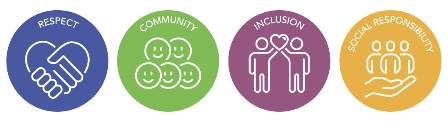 RESPECT
COMMUNITY
INCLUSION
SOCIAL RESPONSIBILITY